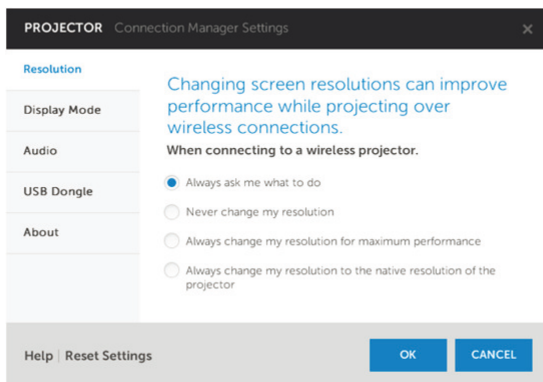 PROJECTOR Connection Manager Settings ×
Resolution
Display Mode
Audio
USB Dongle
About
Changing screen resolutions can improve
performance while projecting over
wireless connections.
When connecting to a wireless projector.
Always ask me what to do
Never change my resolution
Always change my resolution for maximum performance
Always change my resolution to the native resolution of the
projector
Help | Reset Settings
OK
CANCEL